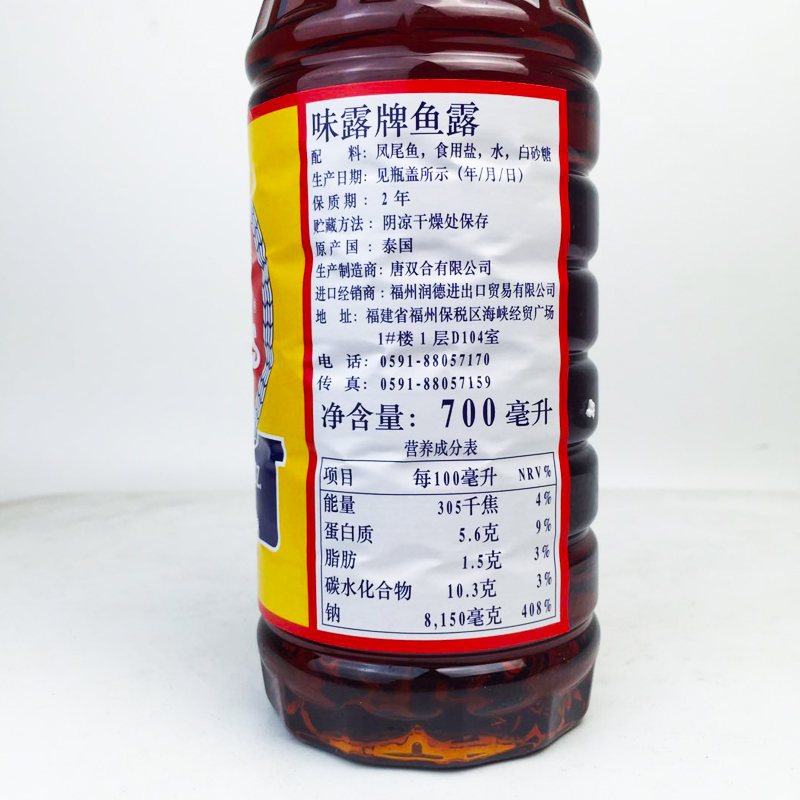 味露牌鱼露
配 料：凤尾鱼，食用盐，水，白砂糖
生产日期：见瓶盖所示（年/月/日）
保质期：2年
贮藏方法：阴凉干燥处保存
原产国：泰国
生产制造商：唐双合有限公司
进口经销商：福州润德进出口贸易有限公司
地 址：福建省福州保税区海峡经贸广场
1#楼1层D104室
电 话：0591-88057170
传 真：0591-88057159
净含量：700毫升
营养成分表
项目 每100毫升 NRV%
能量 305千焦 4%
蛋白质 5.6克 9%
脂肪 1.5克 3%
碳水化合物 10.3克 3%
钠 8,150毫克 408%